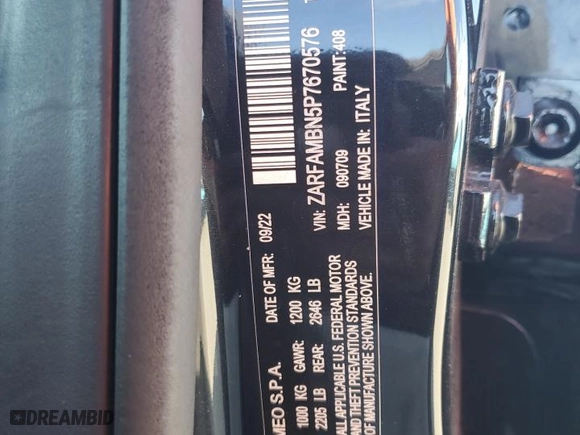 MEO S.P.A. DATE OF MFR: 09/22
1000 KG GAWR: 1200 KG
2205 LB REAR: 2646 LB
ALL APPLICABLE U.S. FEDERAL MOTOR
AND THEFT PREVENTION STANDARDS
MANUFACTURE SHOWN ABOVE.
VIN: ZARFAMBN5P7670576
MDH: 090709 PAINT: 408
VEHICLE MADE IN: ITALY
DREAMBID